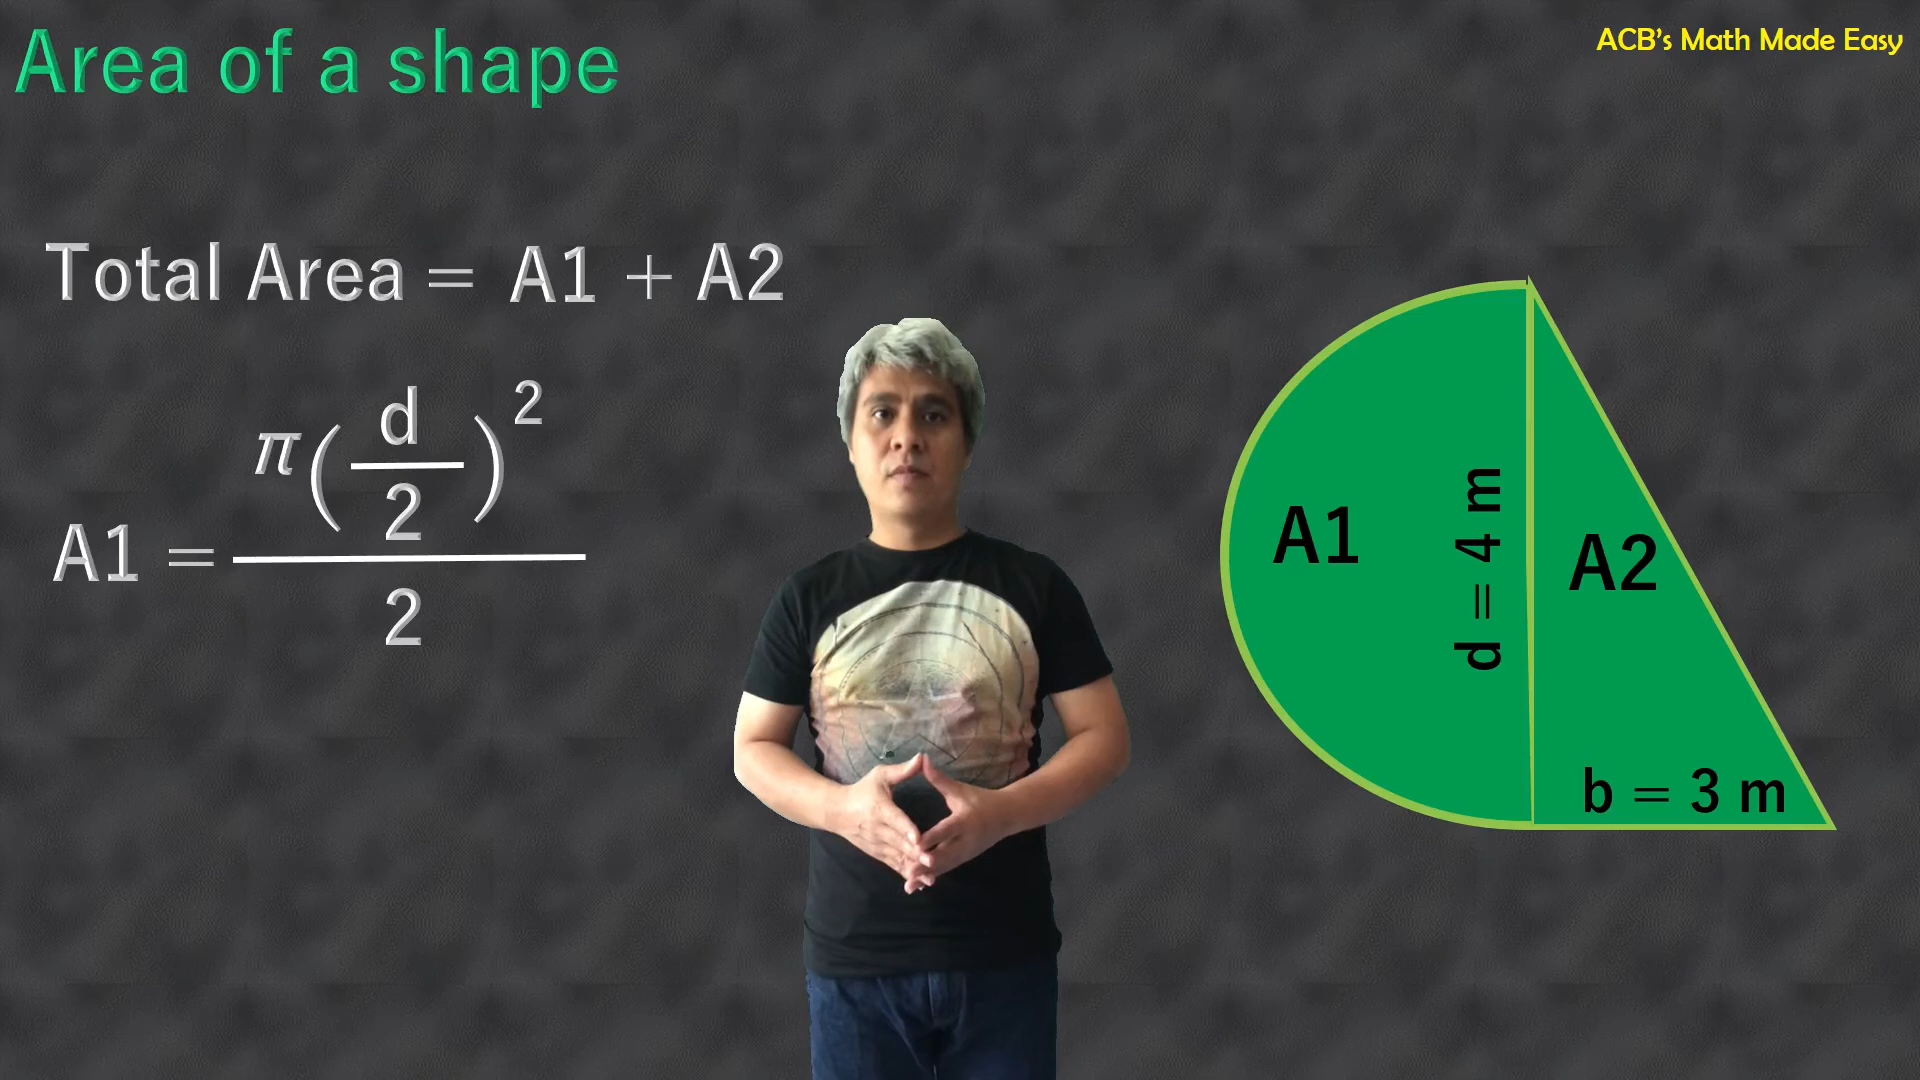 Area of a shape
ACB's Math Made Easy
Total Area = A1 + A2
A1 = π(d/2)² / 2
A1
d = 4 m
A2
b = 3 m